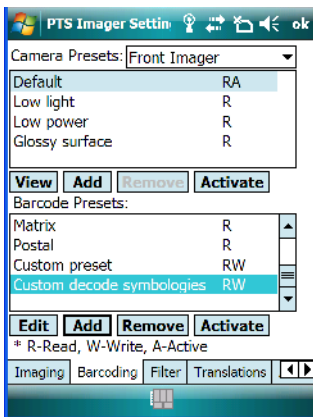 PTS Imager Settin ok
Camera Presets: Front Imager
Default RA
Low light R
Low power R
Glossy surface R
View Add Remove Activate
Barcode Presets:
Matrix R
Postal R
Custom preset RW
Custom decode symbologies RW
Edit Add Remove Activate
* R-Read, W-Write, A-Active
Imaging Barcoding Filter Translations